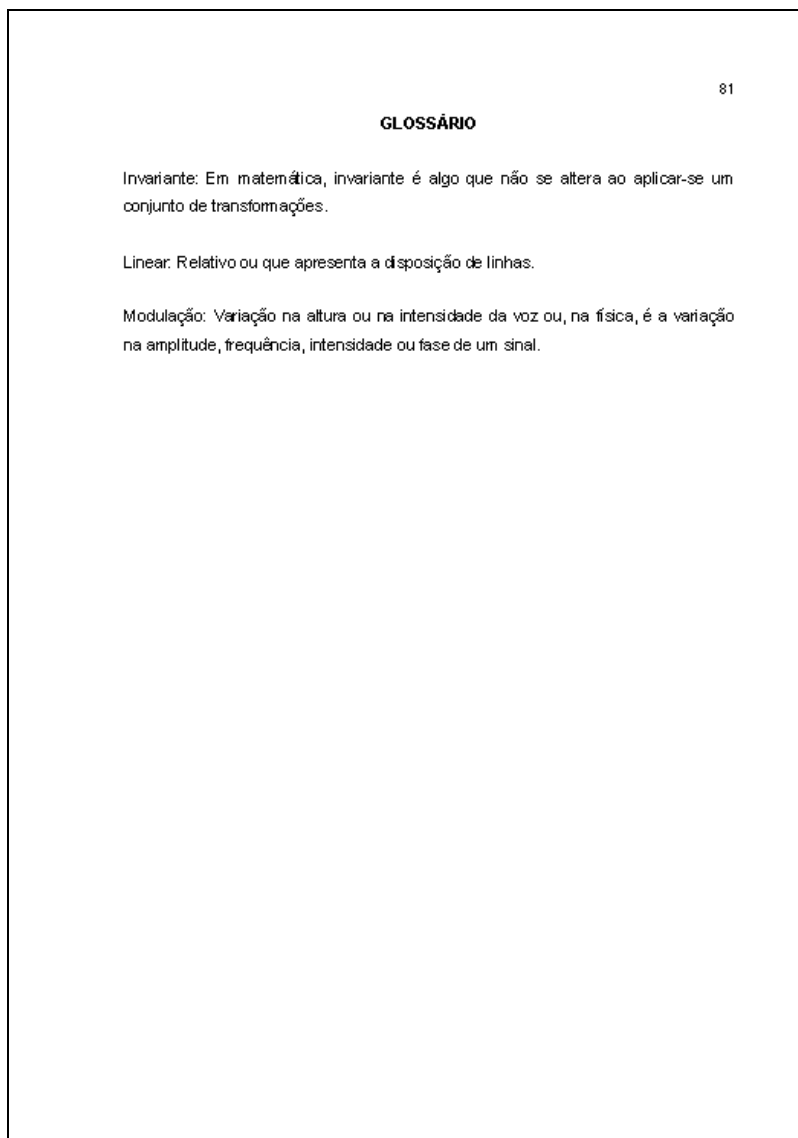 81
GLOSSÁRIO
Invariante: Em matemática, invariante é algo que não se altera ao aplicar-se um
conjunto de transformações.
Linear: Relativo ou que apresenta a disposição de linhas.
Modulação: Variação na altura ou na intensidade da voz ou, na física, é a variação
na amplitude, frequência, intensidade ou fase de um sinal.